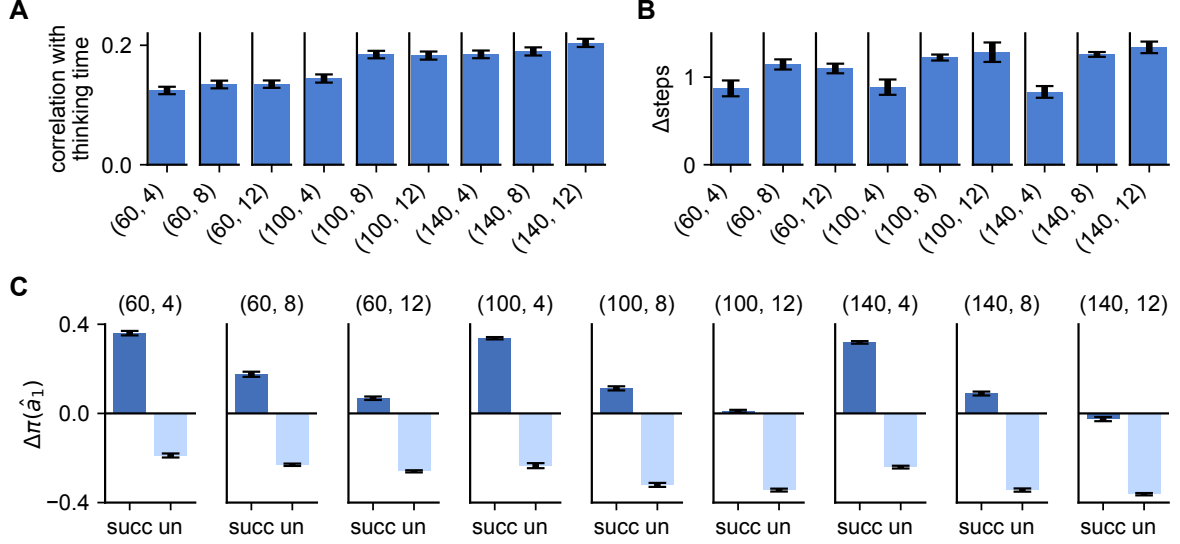 A
correlation with
thinking time
0.2
0.0
(60, 4)
(60, 8)
(60, 12)
(100, 4)
(100, 8)
(100, 12)
(140, 4)
(140, 8)
(140, 12)
B
Δsteps
1
0
(60, 4)
(60, 8)
(60, 12)
(100, 4)
(100, 8)
(100, 12)
(140, 4)
(140, 8)
(140, 12)
C
(60, 4) (60, 8) (60, 12) (100, 4) (100, 8) (100, 12) (140, 4) (140, 8) (140, 12)
Δπ(â₁)
0.4
0.0
−0.4
succ un succ un succ un succ un succ un succ un succ un succ un succ un